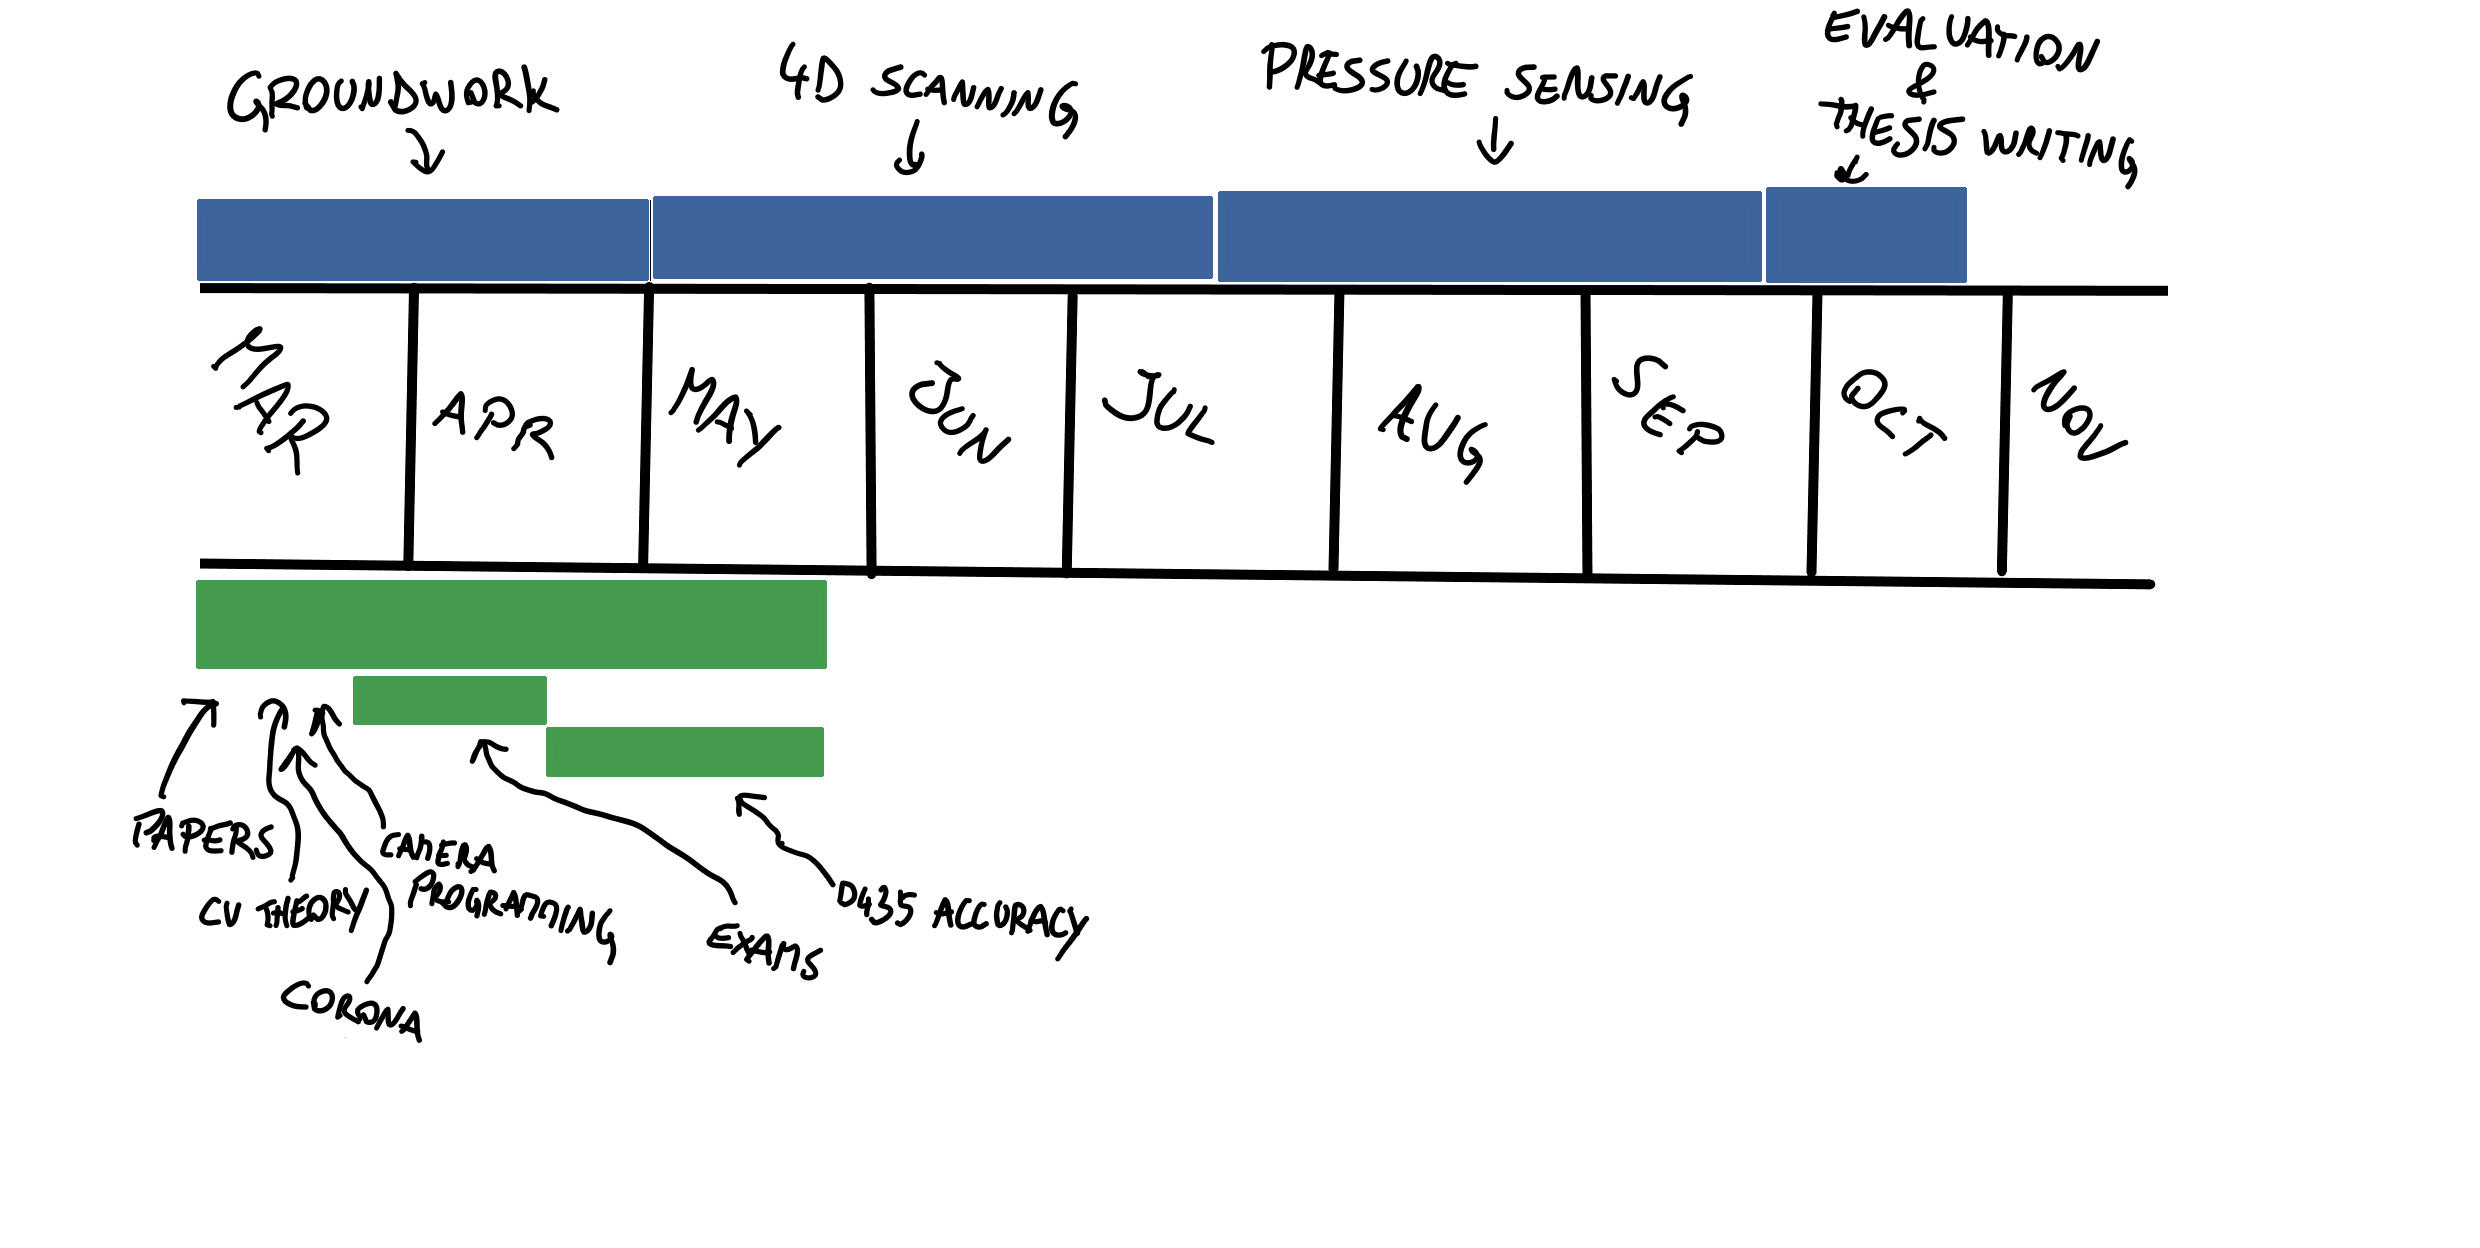 GROUNDWORK
4D SCANNING
PRESSURE SENSING
EVALUATION
&
THESIS WRITING
MAR
APR
MAY
JUN
JUL
AUG
SEP
OCT
NOV
PAPERS
CV THEORY
CORONA
CAMERA
PROGRAMMING
EXAMS
D435 ACCURACY